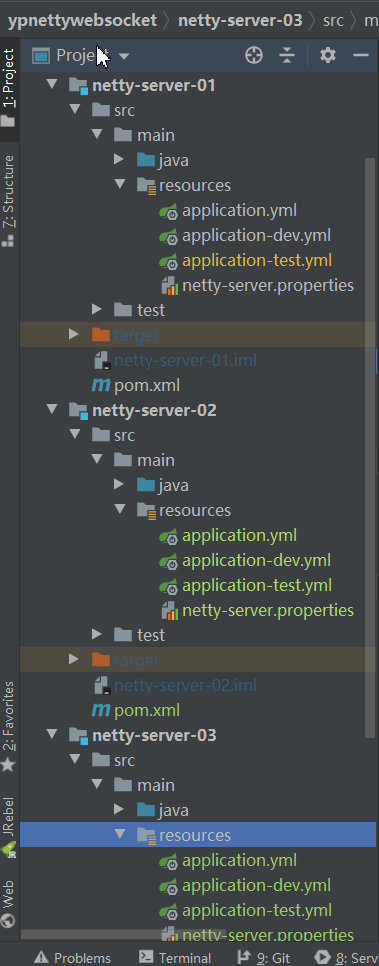 ypnettywebsocket netty-server-03 src m
1: Project
Project
netty-server-01
src
main
java
resources
application.yml
application-dev.yml
application-test.yml
netty-server.properties
test
target
netty-server-01.iml
pom.xml
netty-server-02
src
main
java
resources
application.yml
application-dev.yml
application-test.yml
netty-server.properties
test
target
netty-server-02.iml
pom.xml
netty-server-03
src
main
java
resources
application.yml
application-dev.yml
application-test.yml
netty-server.properties
Z: Structure
2: Favorites
JRebel
Web
Problems Terminal 9: Git 8: Serv